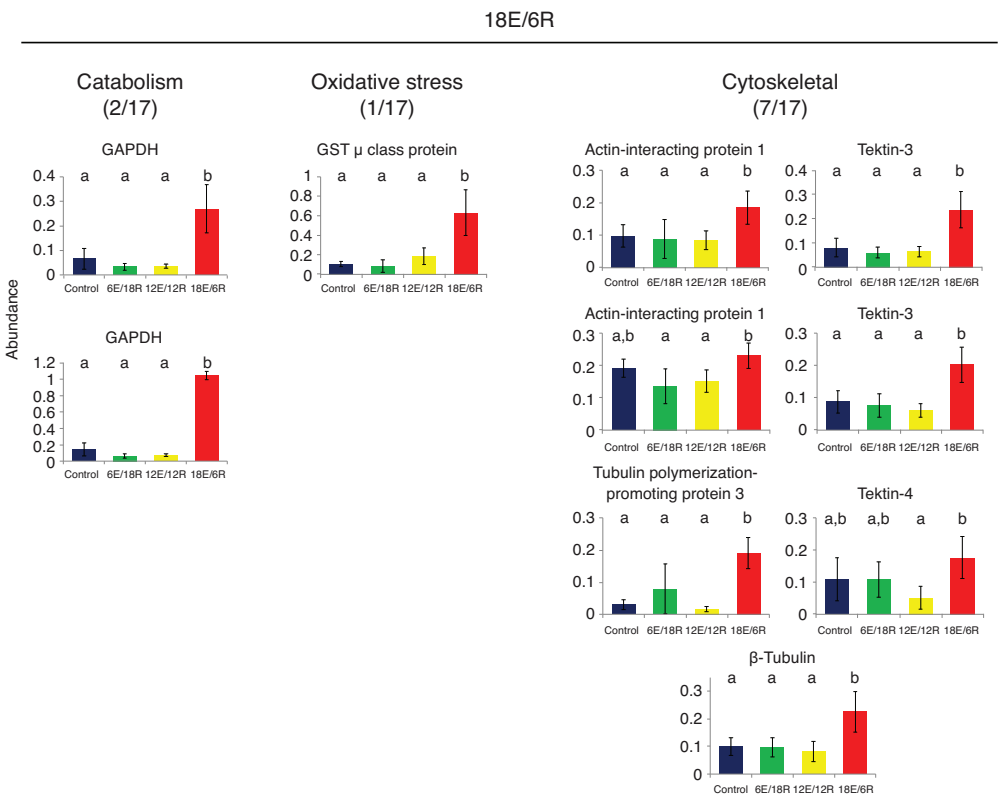 18E/6R
Catabolism
(2/17)
Oxidative stress
(1/17)
Cytoskeletal
(7/17)
Abundance
GAPDH
a a a b
0.4
0.3
0.2
0.1
0
Control 6E/18R 12E/12R 18E/6R
GAPDH
a a a b
1.2
1
0.8
0.6
0.4
0.2
0
Control 6E/18R 12E/12R 18E/6R
GST µ class protein
a a a b
1
0.8
0.6
0.4
0.2
0
Control 6E/18R 12E/12R 18E/6R
Actin-interacting protein 1
a a a b
0.3
0.2
0.1
0
Control 6E/18R 12E/12R 18E/6R
Tektin-3
a a a b
0.4
0.3
0.2
0.1
0
Control 6E/18R 12E/12R 18E/6R
Actin-interacting protein 1
a,b a a b
0.3
0.2
0.1
0
Control 6E/18R 12E/12R 18E/6R
Tektin-3
a a a b
0.3
0.2
0.1
0
Control 6E/18R 12E/12R 18E/6R
Tubulin polymerization-
promoting protein 3
a a a b
0.3
0.2
0.1
0
Control 6E/18R 12E/12R 18E/6R
Tektin-4
a,b a,b a b
0.3
0.2
0.1
0
Control 6E/18R 12E/12R 18E/6R
β-Tubulin
a a a b
0.3
0.2
0.1
0
Control 6E/18R 12E/12R 18E/6R